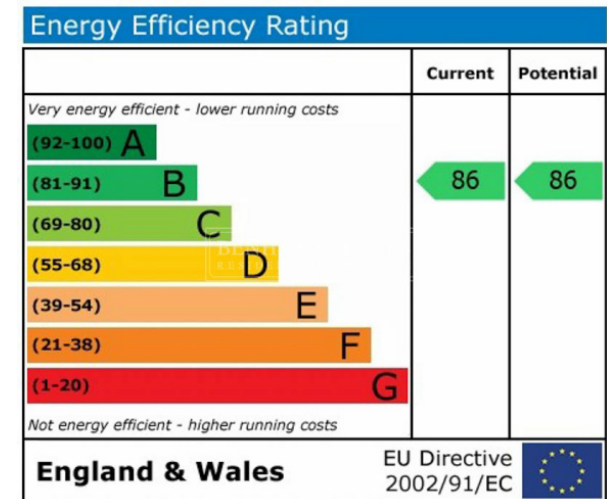 Energy Efficiency Rating
Current Potential
Very energy efficient - lower running costs
(92-100) A
(81-91) B 86 86
(69-80) C
(55-68) D
(39-54) E
(21-38) F
(1-20) G
Not energy efficient - higher running costs
England & Wales
EU Directive
2002/91/EC